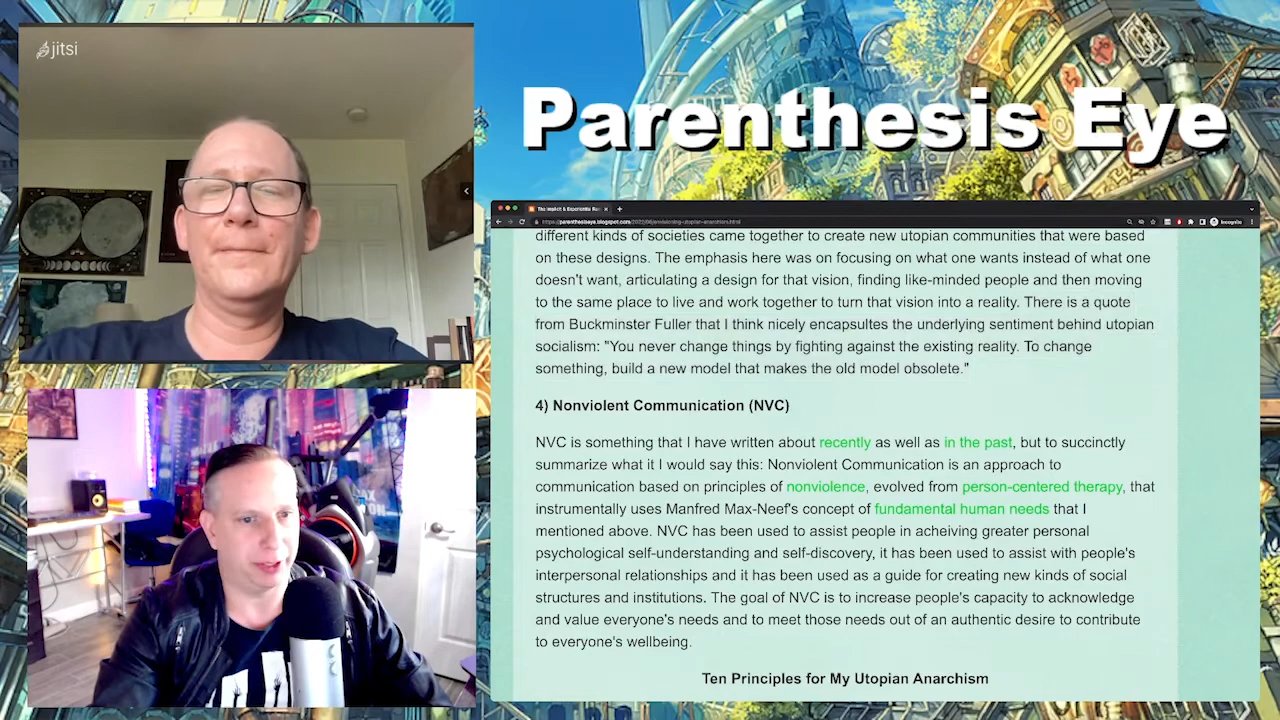 jitsi
Parenthesis Eye
https://parenthesiseye.blogspot.com/2022/06/envisioning-utopian-anarchism.html
Incognito
different kinds of societies came together to create new utopian communities that were based
on these designs. The emphasis here was on focusing on what one wants instead of what one
doesn't want, articulating a design for that vision, finding like-minded people and then moving
to the same place to live and work together to turn that vision into a reality. There is a quote
from Buckminster Fuller that I think nicely encapsultes the underlying sentiment behind utopian
socialism: "You never change things by fighting against the existing reality. To change
something, build a new model that makes the old model obsolete."
4) Nonviolent Communication (NVC)
NVC is something that I have written about recently as well as in the past, but to succinctly
summarize what it I would say this: Nonviolent Communication is an approach to
communication based on principles of nonviolence, evolved from person-centered therapy, that
instrumentally uses Manfred Max-Neef's concept of fundamental human needs that I
mentioned above. NVC has been used to assist people in acheiving greater personal
psychological self-understanding and self-discovery, it has been used to assist with people's
interpersonal relationships and it has been used as a guide for creating new kinds of social
structures and institutions. The goal of NVC is to increase people's capacity to acknowledge
and value everyone's needs and to meet those needs out of an authentic desire to contribute
to everyone's wellbeing.
Ten Principles for My Utopian Anarchism